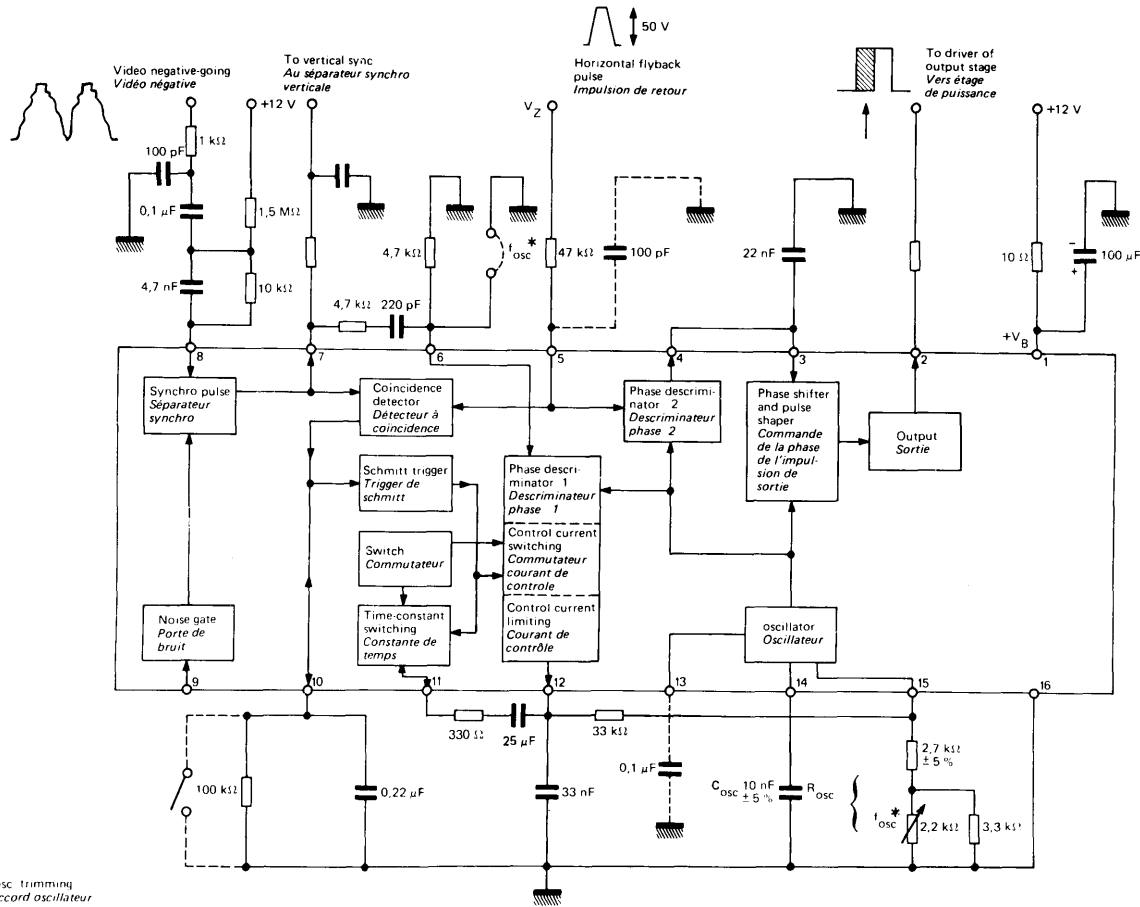 50 V
Video negative-going
Vidéo négative
To vertical sync
Au séparateur synchro
verticale
Horizontal flyback
pulse
Impulsion de retour
To driver of
output stage
Vers étage
de puissance
+12 V
V_Z
+12 V
1 kΩ
100 pF
0,1 µF
1,5 MΩ
4,7 nF
10 kΩ
4,7 kΩ
f_osc*
47 kΩ
100 pF
22 nF
10 Ω
−
+
100 µF
4,7 kΩ
220 pF
+V_B
8
7
6
5
4
3
2
1
Synchro pulse
Séparateur
synchro
Coincidence
detector
Détecteur à
coincidence
Phase descrimi-
nator 2
Descriminateur
phase 2
Phase shifter
and pulse
shaper
Commande
de la phase
de l'impul-
sion de
sortie
Output
Sortie
Schmitt trigger
Trigger de
schmitt
Phase descri-
minator 1
Descriminateur
phase 1
Switch
Commutateur
Control current
switching
Commutateur
courant de
controle
Noise gate
Porte de
bruit
Time-constant
switching
Constante de
temps
Control current
limiting
Courant de
contrôle
oscillator
Oscillateur
9
10
11
12
13
14
15
16
330 Ω
25 µF
33 kΩ
2,7 kΩ
± 5 %
100 kΩ
0,22 µF
33 nF
0,1 µF
C_osc
10 nF
± 5 %
R_osc
{
f_osc*
2,2 kΩ
3,3 kΩ
sc trimming
ccord oscillateur